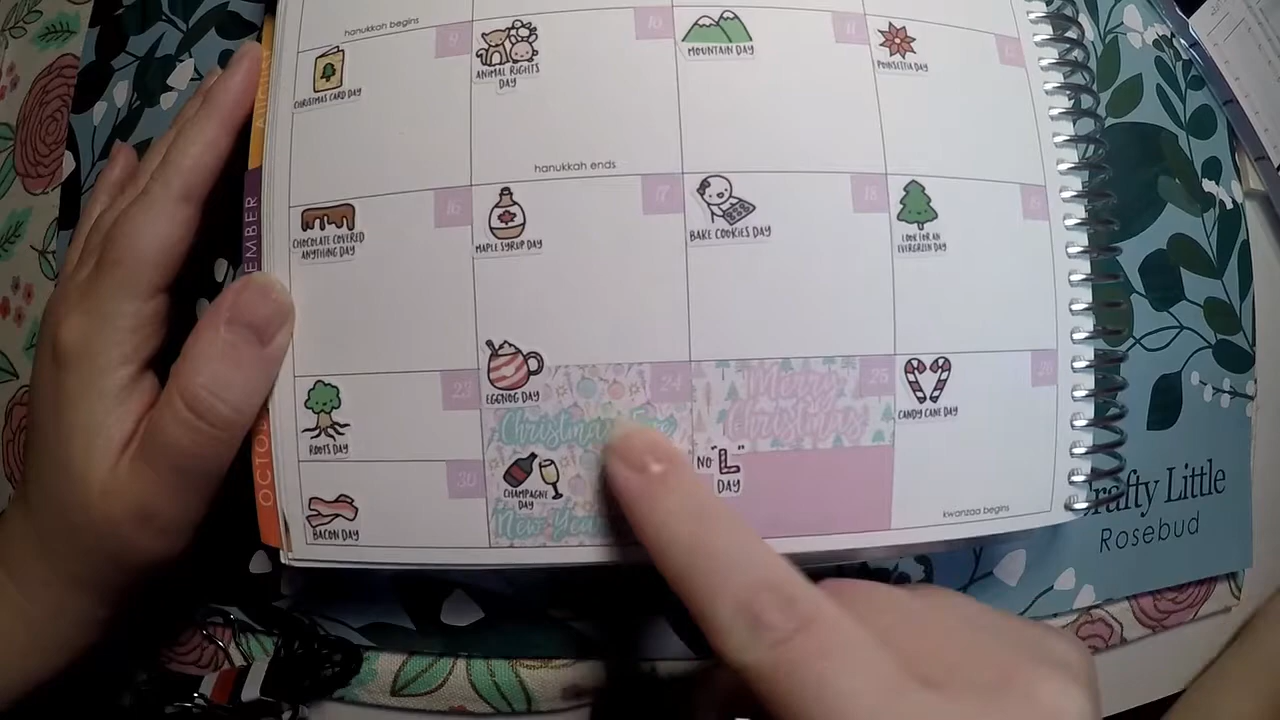 hanukkah begins
9
10
11
CHRISTMAS CARD DAY
ANIMAL RIGHTS
DAY
MOUNTAIN DAY
POINSETTIA DAY
hanukkah ends
16
17
18
CHOCOLATE COVERED
ANYTHING DAY
MAPLE SYRUP DAY
BAKE COOKIES DAY
LOOK FOR AN
EVERGREEN DAY
EMBER
23
24
25
26
EGGNOG DAY
ROOTS DAY
Christmas
Merry
Christmas
CANDY CANE DAY
30
NO "L"
DAY
CHAMPAGNE
DAY
BACON DAY
New Year
kwanzaa begins
OCTO
Crafty Little
Rosebud